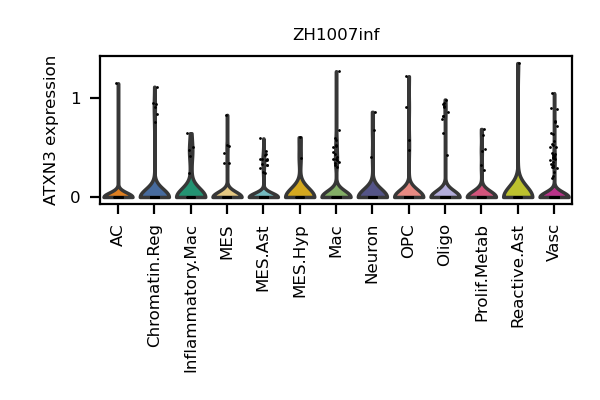 ZH1007inf
ATXN3 expression
1
0
AC
Chromatin.Reg
Inflammatory.Mac
MES
MES.Ast
MES.Hyp
Mac
Neuron
OPC
Oligo
Prolif.Metab
Reactive.Ast
Vasc